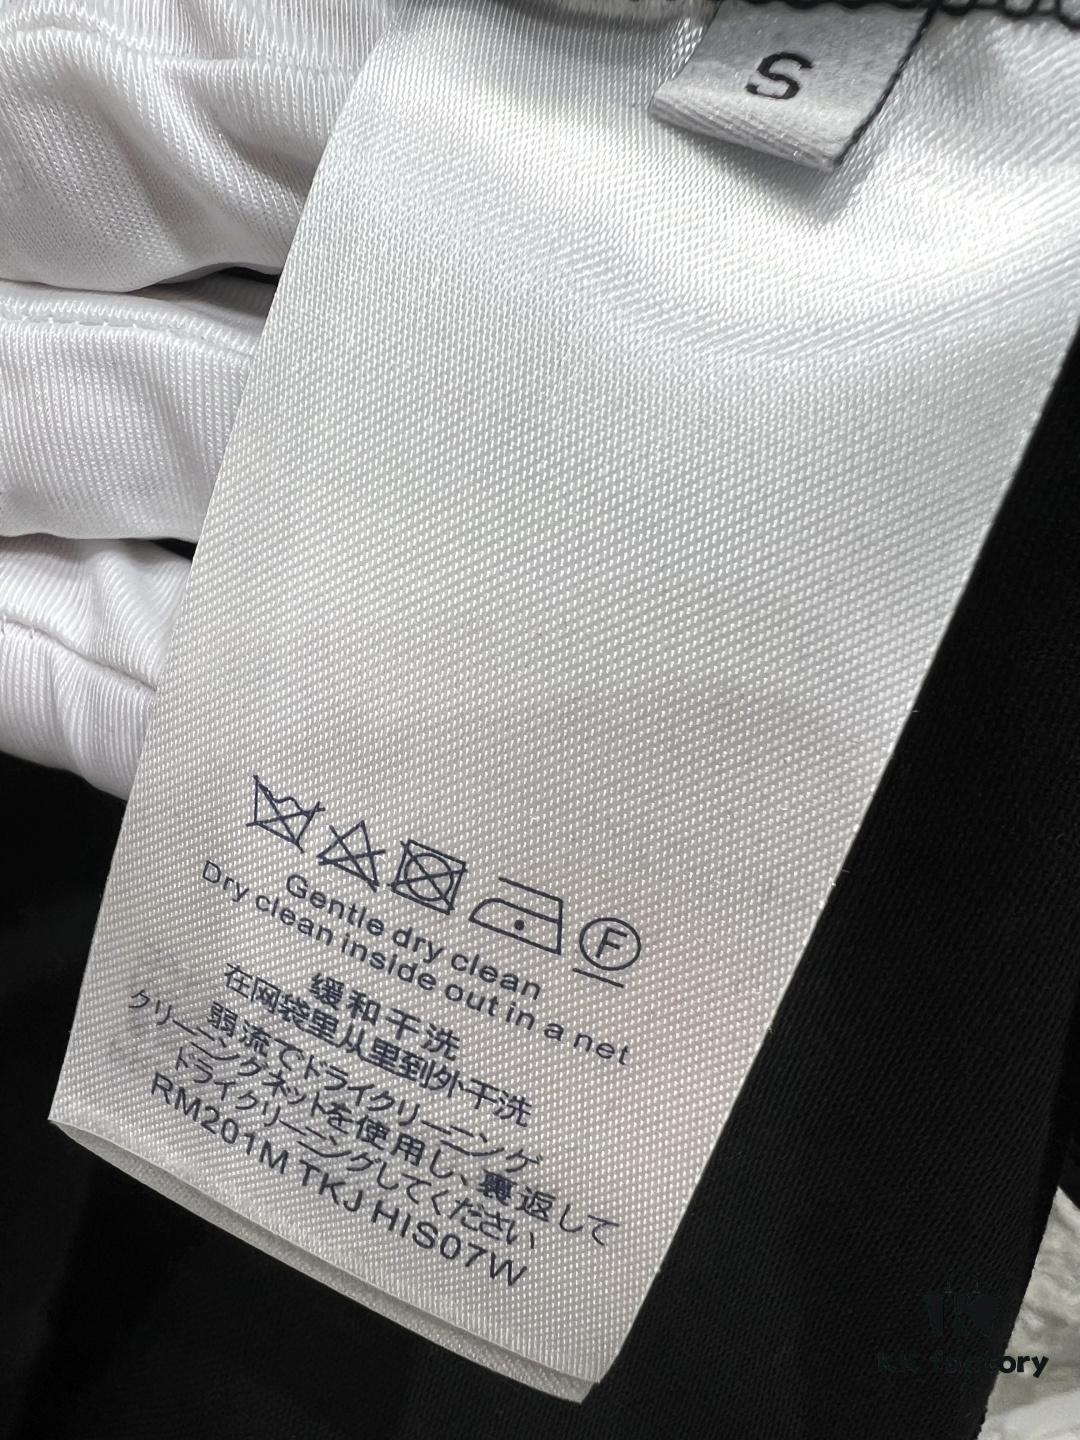 S
F
Gentle dry clean
Dry clean inside out in a net
缓和干洗
在网袋里从里到外干洗
弱流でドライクリーニング
クリーニングネットを使用し、裏返して
ドライクリーニングしてください
RM201M TKJ HIS07W
KK factory